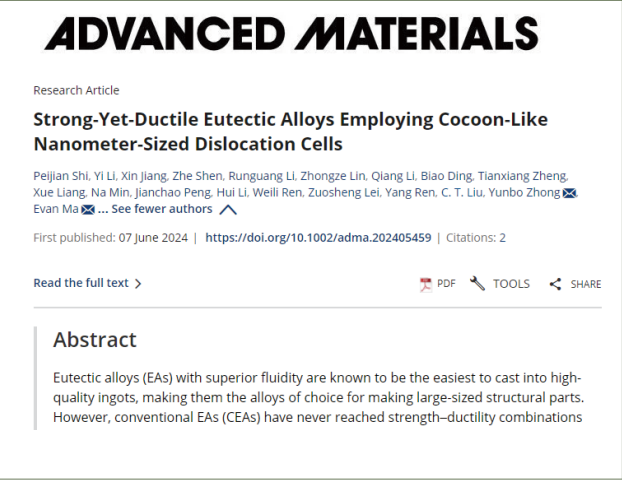 ADVANCED MATERIALS
Research Article
Strong-Yet-Ductile Eutectic Alloys Employing Cocoon-Like
Nanometer-Sized Dislocation Cells
Peijian Shi, Yi Li, Xin Jiang, Zhe Shen, Runguang Li, Zhongze Lin, Qiang Li, Biao Ding, Tianxiang Zheng,
Xue Liang, Na Min, Jianchao Peng, Hui Li, Weili Ren, Zuosheng Lei, Yang Ren, C. T. Liu, Yunbo Zhong,
Evan Ma ... See fewer authors
First published: 07 June 2024 | https://doi.org/10.1002/adma.202405459 | Citations: 2
Read the full text
PDF TOOLS SHARE
Abstract
Eutectic alloys (EAs) with superior fluidity are known to be the easiest to cast into high-
quality ingots, making them the alloys of choice for making large-sized structural parts.
However, conventional EAs (CEAs) have never reached strength–ductility combinations